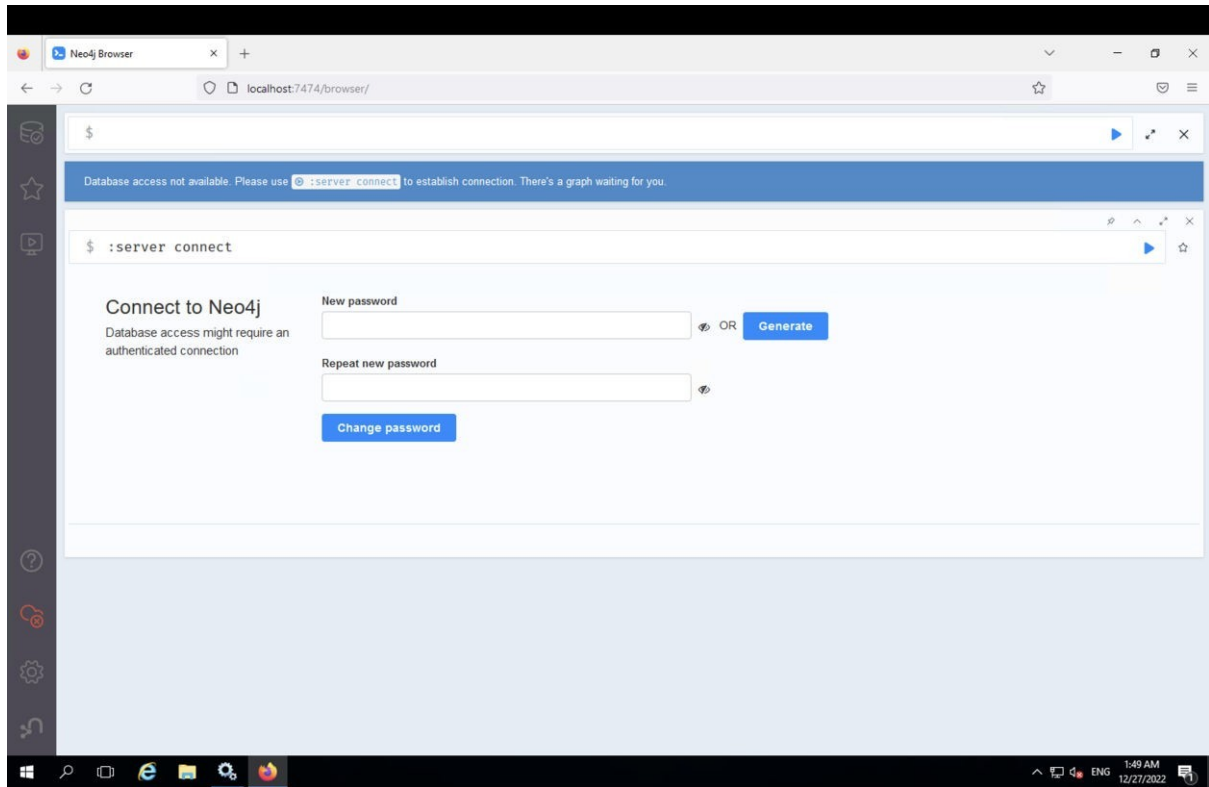 Neo4j Browser
localhost:7474/browser/
$
Database access not available. Please use :server connect to establish connection. There's a graph waiting for you.
$ :server connect
Connect to Neo4j
Database access might require an
authenticated connection
New password
OR Generate
Repeat new password
Change password
ENG
1:49 AM
12/27/2022
1